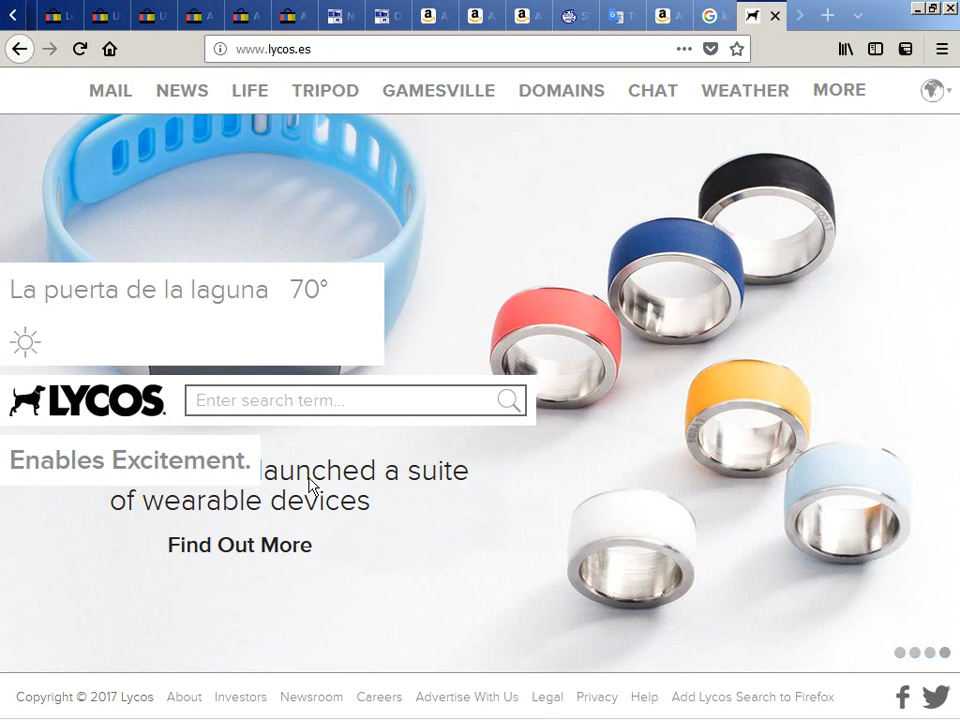 www.lycos.es
MAIL NEWS LIFE TRIPOD GAMESVILLE DOMAINS CHAT WEATHER MORE
La puerta de la laguna 70°
LYCOS
Enter search term...
Enables Excitement.
launched a suite
of wearable devices
Find Out More
Copyright © 2017 Lycos About Investors Newsroom Careers Advertise With Us Legal Privacy Help Add Lycos Search to Firefox